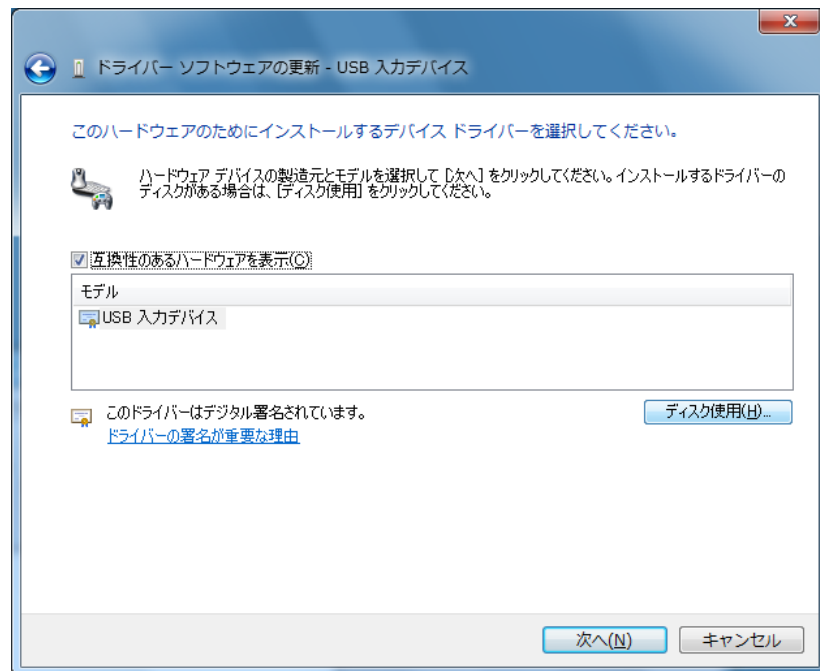 ドライバー ソフトウェアの更新 - USB 入力デバイス
このハードウェアのためにインストールするデバイス ドライバーを選択してください。
ハードウェア デバイスの製造元とモデルを選択して [次へ] をクリックしてください。インストールするドライバーの
ディスクがある場合は、[ディスク使用] をクリックしてください。
互換性のあるハードウェアを表示(C)
モデル
USB 入力デバイス
このドライバーはデジタル署名されています。
ディスク使用(H)...
ドライバーの署名が重要な理由
次へ(N)
キャンセル